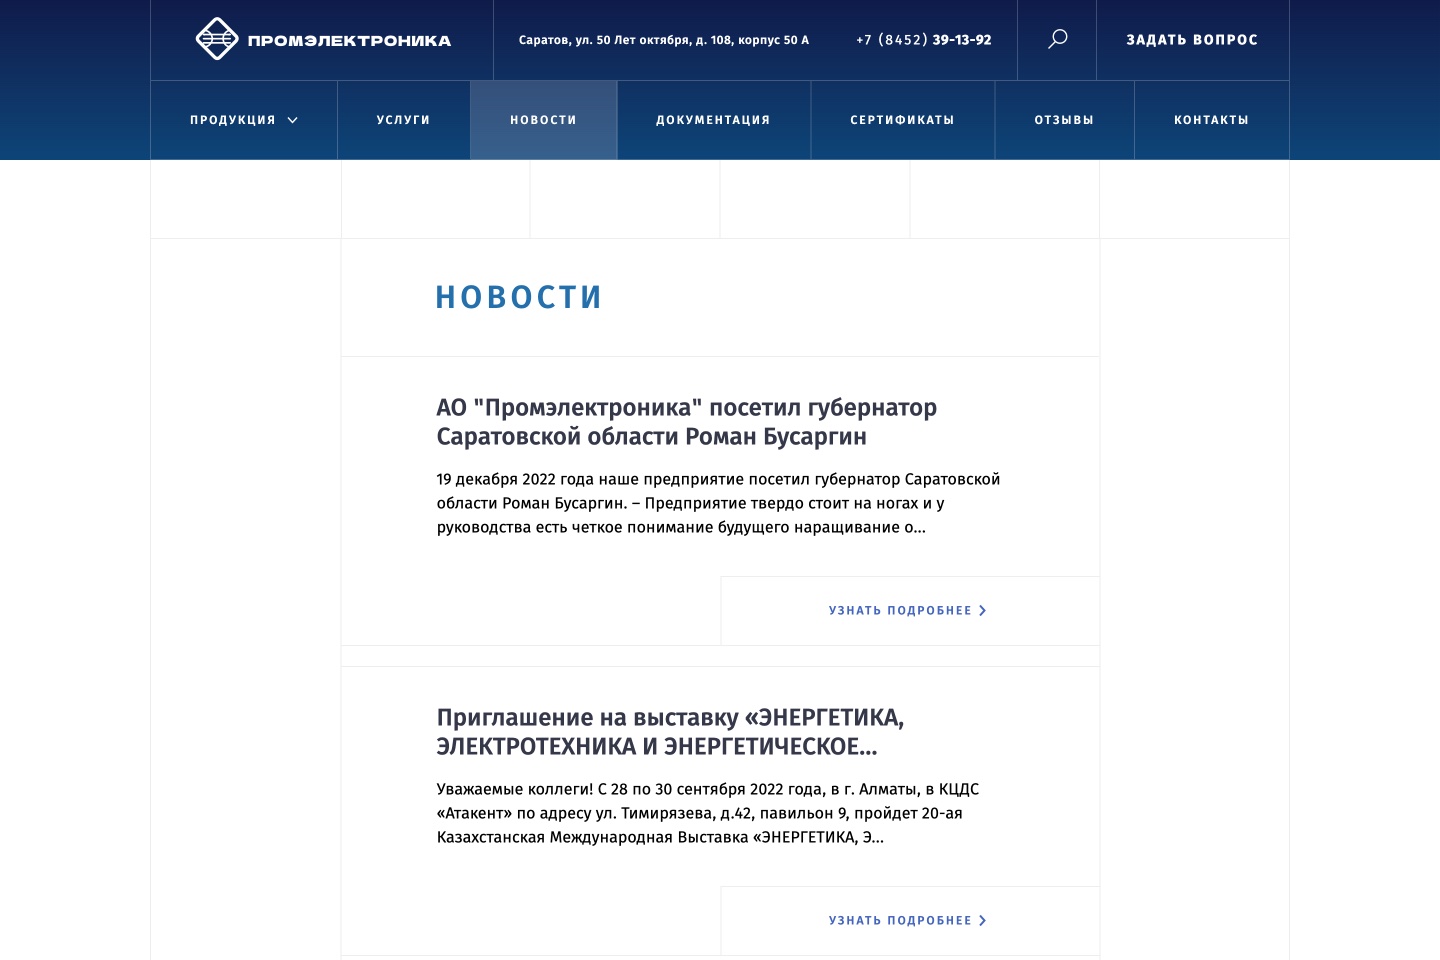 ПРОМЭЛЕКТРОНИКА
Саратов, ул. 50 Лет октября, д. 108, корпус 50 А
+7 (8452) 39-13-92
ЗАДАТЬ ВОПРОС
ПРОДУКЦИЯ
УСЛУГИ
НОВОСТИ
ДОКУМЕНТАЦИЯ
СЕРТИФИКАТЫ
ОТЗЫВЫ
КОНТАКТЫ
НОВОСТИ
АО "Промэлектроника" посетил губернатор
Саратовской области Роман Бусаргин
19 декабря 2022 года наше предприятие посетил губернатор Саратовской
области Роман Бусаргин. – Предприятие твердо стоит на ногах и у
руководства есть четкое понимание будущего наращивание о...
УЗНАТЬ ПОДРОБНЕЕ
Приглашение на выставку «ЭНЕРГЕТИКА,
ЭЛЕКТРОТЕХНИКА И ЭНЕРГЕТИЧЕСКОЕ...
Уважаемые коллеги! С 28 по 30 сентября 2022 года, в г. Алматы, в КЦДС
«Атакент» по адресу ул. Тимирязева, д.42, павильон 9, пройдет 20-ая
Казахстанская Международная Выставка «ЭНЕРГЕТИКА, Э...
УЗНАТЬ ПОДРОБНЕЕ